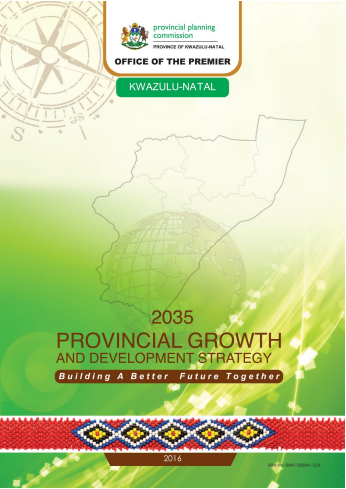 provincial planning
commission
PROVINCE OF KWAZULU-NATAL
OFFICE OF THE PREMIER
KWAZULU-NATAL
S
2035
PROVINCIAL GROWTH
AND DEVELOPMENT STRATEGY
Building A Better Future Together
2016